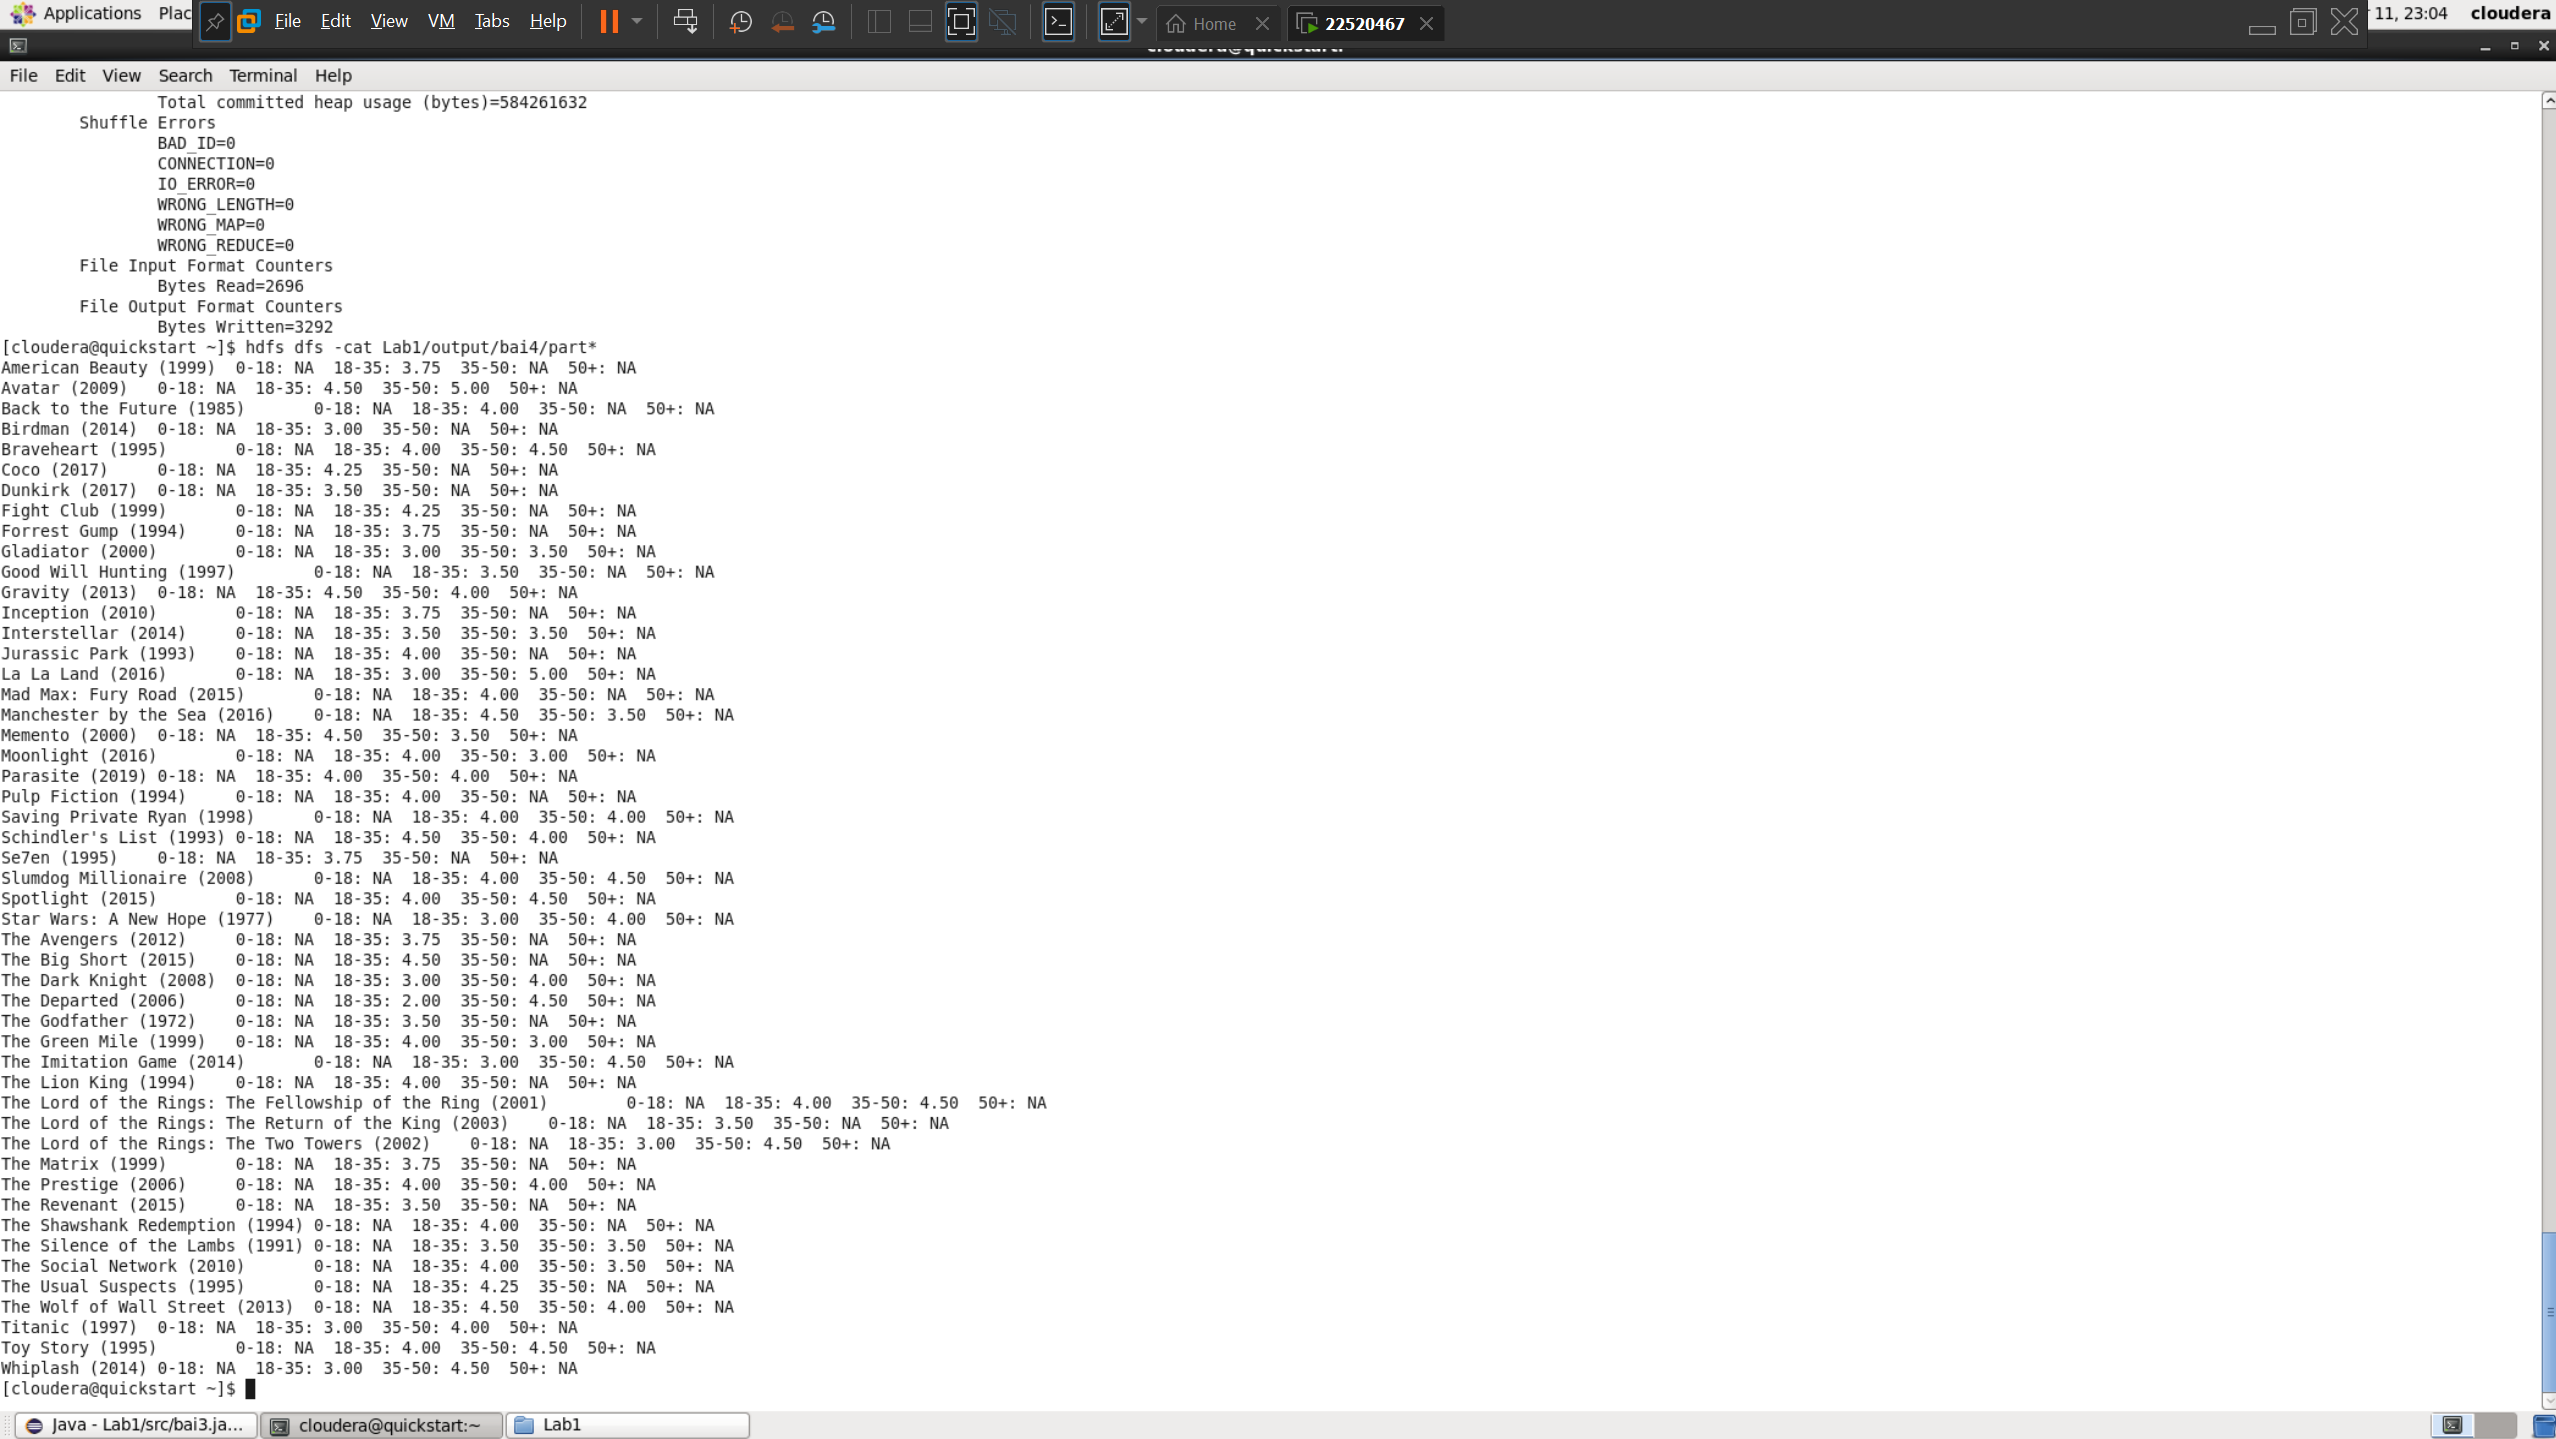 Applications Plac
File Edit View VM Tabs Help
Home
22520467
11, 23:04 cloudera
File Edit View Search Terminal Help
Total committed heap usage (bytes)=584261632
Shuffle Errors
BAD_ID=0
CONNECTION=0
IO_ERROR=0
WRONG_LENGTH=0
WRONG_MAP=0
WRONG_REDUCE=0
File Input Format Counters
Bytes Read=2696
File Output Format Counters
Bytes Written=3292
[cloudera@quickstart ~]$ hdfs dfs -cat Lab1/output/bai4/part*
American Beauty (1999) 0-18: NA 18-35: 3.75 35-50: NA 50+: NA
Avatar (2009) 0-18: NA 18-35: 4.50 35-50: 5.00 50+: NA
Back to the Future (1985) 0-18: NA 18-35: 4.00 35-50: NA 50+: NA
Birdman (2014) 0-18: NA 18-35: 3.00 35-50: NA 50+: NA
Braveheart (1995) 0-18: NA 18-35: 4.00 35-50: 4.50 50+: NA
Coco (2017) 0-18: NA 18-35: 4.25 35-50: NA 50+: NA
Dunkirk (2017) 0-18: NA 18-35: 3.50 35-50: NA 50+: NA
Fight Club (1999) 0-18: NA 18-35: 4.25 35-50: NA 50+: NA
Forrest Gump (1994) 0-18: NA 18-35: 3.75 35-50: NA 50+: NA
Gladiator (2000) 0-18: NA 18-35: 3.00 35-50: 3.50 50+: NA
Good Will Hunting (1997) 0-18: NA 18-35: 3.50 35-50: NA 50+: NA
Gravity (2013) 0-18: NA 18-35: 4.50 35-50: 4.00 50+: NA
Inception (2010) 0-18: NA 18-35: 3.75 35-50: NA 50+: NA
Interstellar (2014) 0-18: NA 18-35: 3.50 35-50: 3.50 50+: NA
Jurassic Park (1993) 0-18: NA 18-35: 4.00 35-50: NA 50+: NA
La La Land (2016) 0-18: NA 18-35: 3.00 35-50: 5.00 50+: NA
Mad Max: Fury Road (2015) 0-18: NA 18-35: 4.00 35-50: NA 50+: NA
Manchester by the Sea (2016) 0-18: NA 18-35: 4.50 35-50: 3.50 50+: NA
Memento (2000) 0-18: NA 18-35: 4.50 35-50: 3.50 50+: NA
Moonlight (2016) 0-18: NA 18-35: 4.00 35-50: 3.00 50+: NA
Parasite (2019) 0-18: NA 18-35: 4.00 35-50: 4.00 50+: NA
Pulp Fiction (1994) 0-18: NA 18-35: 4.00 35-50: NA 50+: NA
Saving Private Ryan (1998) 0-18: NA 18-35: 4.00 35-50: 4.00 50+: NA
Schindler's List (1993) 0-18: NA 18-35: 4.50 35-50: 4.00 50+: NA
Se7en (1995) 0-18: NA 18-35: 3.75 35-50: NA 50+: NA
Slumdog Millionaire (2008) 0-18: NA 18-35: 4.00 35-50: 4.50 50+: NA
Spotlight (2015) 0-18: NA 18-35: 4.00 35-50: 4.50 50+: NA
Star Wars: A New Hope (1977) 0-18: NA 18-35: 3.00 35-50: 4.00 50+: NA
The Avengers (2012) 0-18: NA 18-35: 3.75 35-50: NA 50+: NA
The Big Short (2015) 0-18: NA 18-35: 4.50 35-50: NA 50+: NA
The Dark Knight (2008) 0-18: NA 18-35: 3.00 35-50: 4.00 50+: NA
The Departed (2006) 0-18: NA 18-35: 2.00 35-50: 4.50 50+: NA
The Godfather (1972) 0-18: NA 18-35: 3.50 35-50: NA 50+: NA
The Green Mile (1999) 0-18: NA 18-35: 4.00 35-50: 3.00 50+: NA
The Imitation Game (2014) 0-18: NA 18-35: 3.00 35-50: 4.50 50+: NA
The Lion King (1994) 0-18: NA 18-35: 4.00 35-50: NA 50+: NA
The Lord of the Rings: The Fellowship of the Ring (2001) 0-18: NA 18-35: 4.00 35-50: 4.50 50+: NA
The Lord of the Rings: The Return of the King (2003) 0-18: NA 18-35: 3.50 35-50: NA 50+: NA
The Lord of the Rings: The Two Towers (2002) 0-18: NA 18-35: 3.00 35-50: 4.50 50+: NA
The Matrix (1999) 0-18: NA 18-35: 3.75 35-50: NA 50+: NA
The Prestige (2006) 0-18: NA 18-35: 4.00 35-50: 4.00 50+: NA
The Revenant (2015) 0-18: NA 18-35: 3.50 35-50: NA 50+: NA
The Shawshank Redemption (1994) 0-18: NA 18-35: 4.00 35-50: NA 50+: NA
The Silence of the Lambs (1991) 0-18: NA 18-35: 3.50 35-50: 3.50 50+: NA
The Social Network (2010) 0-18: NA 18-35: 4.00 35-50: 3.50 50+: NA
The Usual Suspects (1995) 0-18: NA 18-35: 4.25 35-50: NA 50+: NA
The Wolf of Wall Street (2013) 0-18: NA 18-35: 4.50 35-50: 4.00 50+: NA
Titanic (1997) 0-18: NA 18-35: 3.00 35-50: 4.00 50+: NA
Toy Story (1995) 0-18: NA 18-35: 4.00 35-50: 4.50 50+: NA
Whiplash (2014) 0-18: NA 18-35: 3.00 35-50: 4.50 50+: NA
[cloudera@quickstart ~]$
Java - Lab1/src/bai3.ja... cloudera@quickstart:~ Lab1